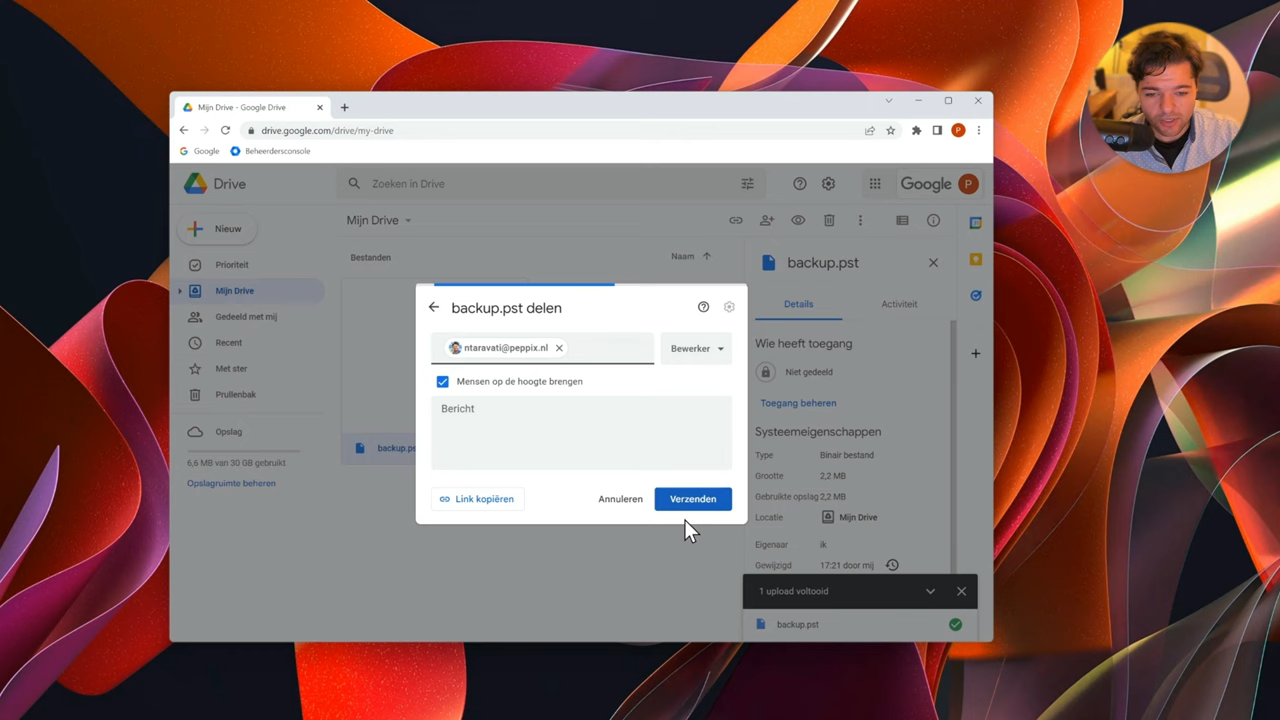 Mijn Drive - Google Drive
drive.google.com/drive/my-drive
P
Google
Beheerdersconsole
Drive
Zoeken in Drive
Google
P
Nieuw
Mijn Drive
Prioriteit
Mijn Drive
Gedeeld met mij
Recent
Met ster
Prullenbak
Opslag
6,6 MB van 30 GB gebruikt
Opslagruimte beheren
Bestanden
Naam
backup.ps
backup.pst delen
ntaravati@peppix.nl
Bewerker
Mensen op de hoogte brengen
Bericht
Link kopiëren
Annuleren
Verzenden
backup.pst
Details
Activiteit
Wie heeft toegang
Niet gedeeld
Toegang beheren
Systeemeigenschappen
Type Binair bestand
Grootte 2,2 MB
Gebruikte opslag 2,2 MB
Locatie Mijn Drive
Eigenaar ik
Gewijzigd 17:21 door mij
1 upload voltooid
backup.pst